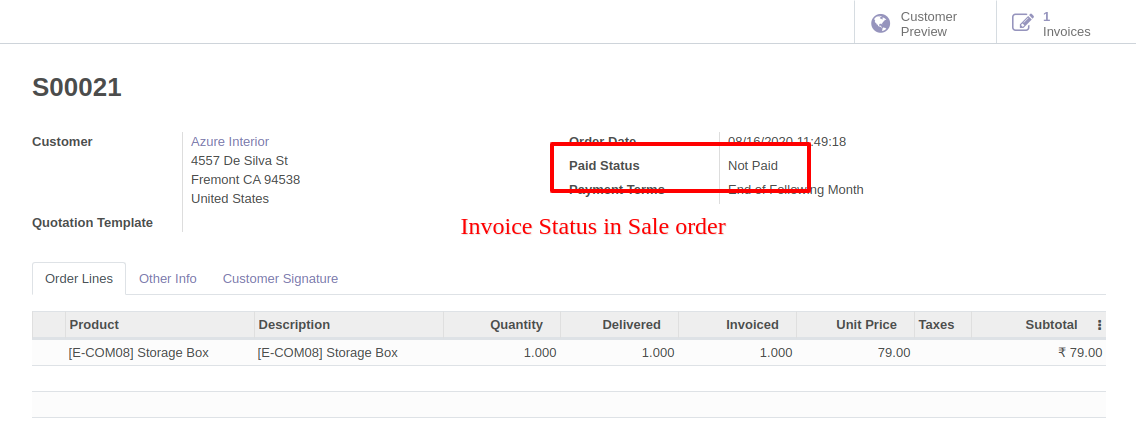 Customer Preview
1 Invoices
S00021
Customer
Azure Interior
4557 De Silva St
Fremont CA 94538
United States
Quotation Template
Order Date 08/16/2020 11:49:18
Paid Status Not Paid
Payment Terms End of Following Month
Invoice Status in Sale order
Order Lines Other Info Customer Signature
Product Description Quantity Delivered Invoiced Unit Price Taxes Subtotal
[E-COM08] Storage Box [E-COM08] Storage Box 1.000 1.000 1.000 79.00 ₹ 79.00